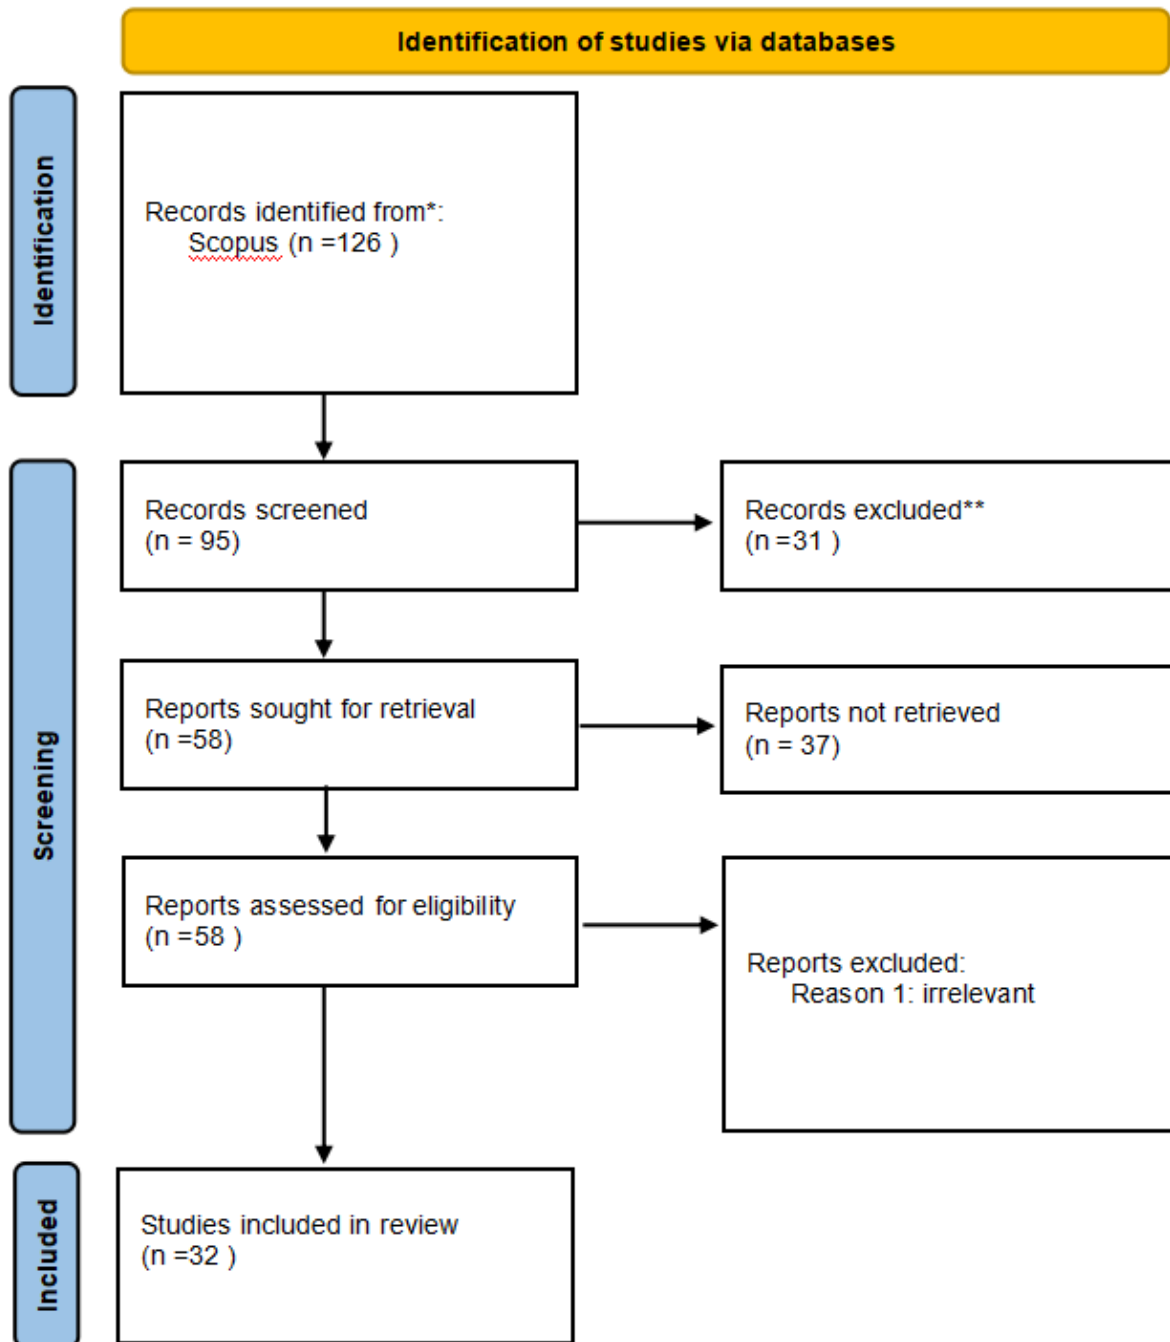 Identification of studies via databases
Identification
Records identified from*:
Scopus (n =126 )
Screening
Records screened
(n = 95)
Records excluded**
(n =31 )
Reports sought for retrieval
(n =58)
Reports not retrieved
(n = 37)
Reports assessed for eligibility
(n =58 )
Reports excluded:
Reason 1: irrelevant
Included
Studies included in review
(n =32 )